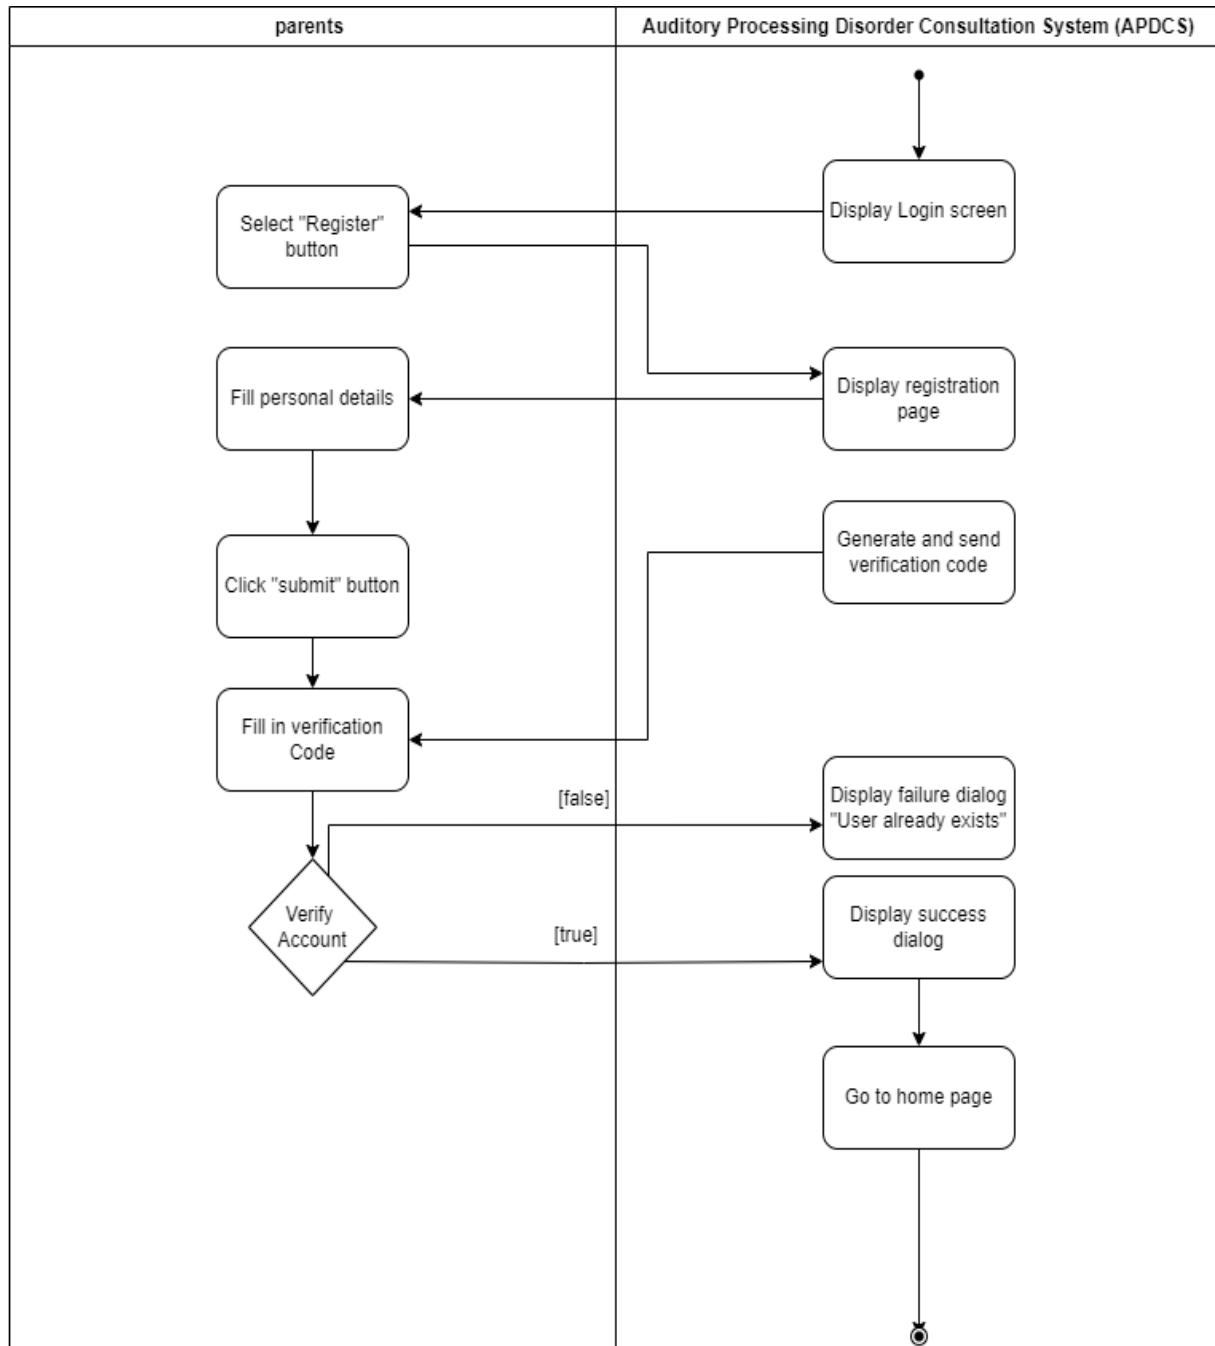 parents
Auditory Processing Disorder Consultation System (APDCS)
Display Login screen
Select "Register"
button
Display registration
page
Fill personal details
Generate and send
verification code
Click "submit" button
Fill in verification
Code
[false]
Display failure dialog
"User already exists"
Verify
Account
[true]
Display success
dialog
Go to home page